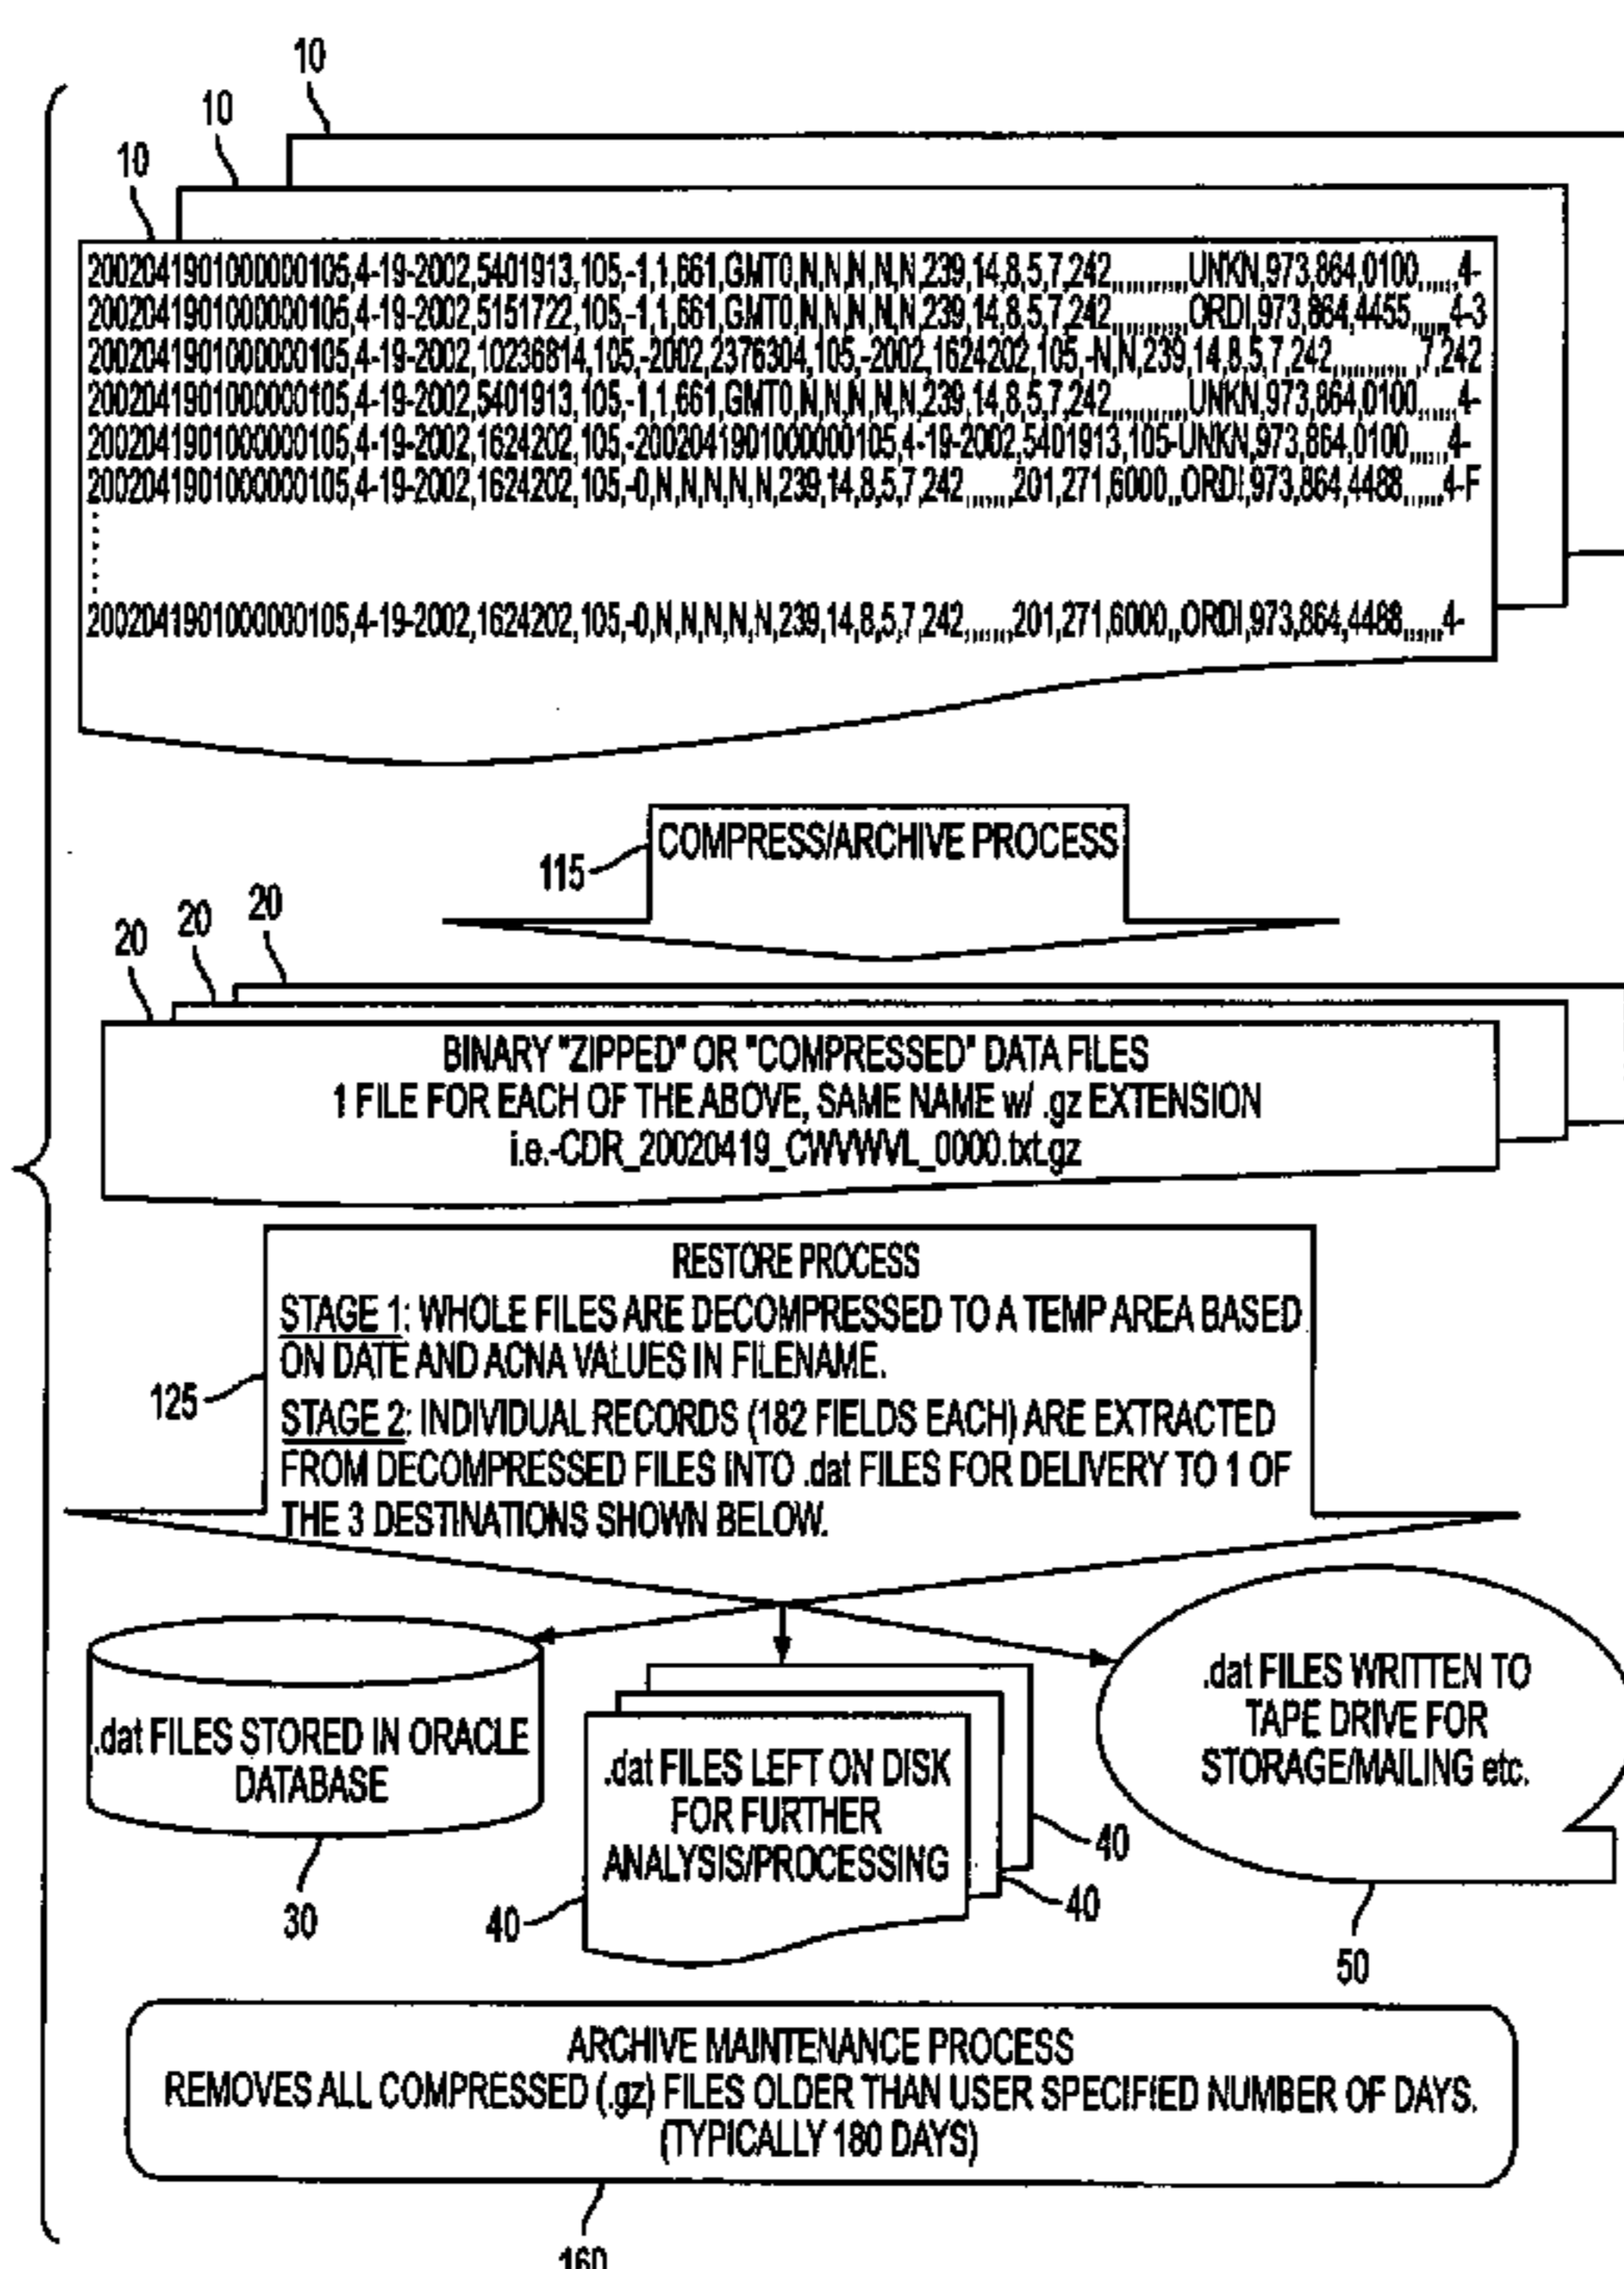 10
10
10
2002041901000000105,4-19-2002,5401913,105,-1,1,661,GMT0,N,N,N,N,N,239,14,8,5,7,242,,,,,,,,,,UNKN,973,864,0100,,,,,4-
2002041901000000105,4-19-2002,5151722,105,-1,1,661,GMT0,N,N,N,N,N,239,14,8,5,7,242,,,,,,,,,,ORDI,973,864,4455,,,,,4-3
2002041901000000105,4-19-2002,10236814,105,-2002,2376304,105,-2002,1624202,105,-N,N,239,14,8,5,7,242,,,,,,,,,,7,242
2002041901000000105,4-19-2002,5401913,105,-1,1,661,GMT0,N,N,N,N,N,239,14,8,5,7,242,,,,,,,,,,UNKN,973,864,0100,,,,,4-
2002041901000000105,4-19-2002,1624202,105,-2002041901000000105,4-19-2002,5401913,105-UNKN,973,864,0100,,,,,4-
2002041901000000105,4-19-2002,1624202,105,-0,N,N,N,N,N,239,14,8,5,7,242,,,,,,201,271,6000,,ORDI,973,864,4488,,,,,4-F
2002041901000000105,4-19-2002,1624202,105,-0,N,N,N,N,N,239,14,8,5,7,242,,,,,,201,271,6000,,ORDI,973,864,4488,,,,,4-
COMPRESS/ARCHIVE PROCESS
115
20
20
20
BINARY "ZIPPED" OR "COMPRESSED" DATA FILES
1 FILE FOR EACH OF THE ABOVE, SAME NAME w/ .gz EXTENSION
i.e.-CDR_20020419_CWVWVL_0000.txt.gz
RESTORE PROCESS
STAGE 1: WHOLE FILES ARE DECOMPRESSED TO A TEMP AREA BASED
ON DATE AND ACNA VALUES IN FILENAME.
125
STAGE 2: INDIVIDUAL RECORDS (182 FIELDS EACH) ARE EXTRACTED
FROM DECOMPRESSED FILES INTO .dat FILES FOR DELIVERY TO 1 OF
THE 3 DESTINATIONS SHOWN BELOW.
.dat FILES STORED IN ORACLE
DATABASE
30
.dat FILES LEFT ON DISK
FOR FURTHER
ANALYSIS/PROCESSING
40
40
40
.dat FILES WRITTEN TO
TAPE DRIVE FOR
STORAGE/MAILING etc.
50
ARCHIVE MAINTENANCE PROCESS
REMOVES ALL COMPRESSED (.gz) FILES OLDER THAN USER SPECIFIED NUMBER OF DAYS.
(TYPICALLY 180 DAYS)
160